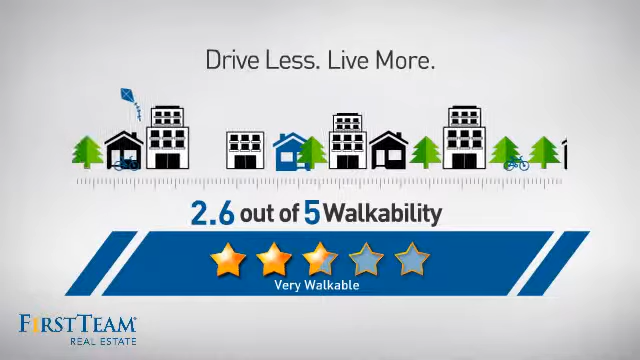 Drive Less. Live More.
2.6 out of 5 Walkability
Very Walkable
FIRSTTEAM®
REAL ESTATE